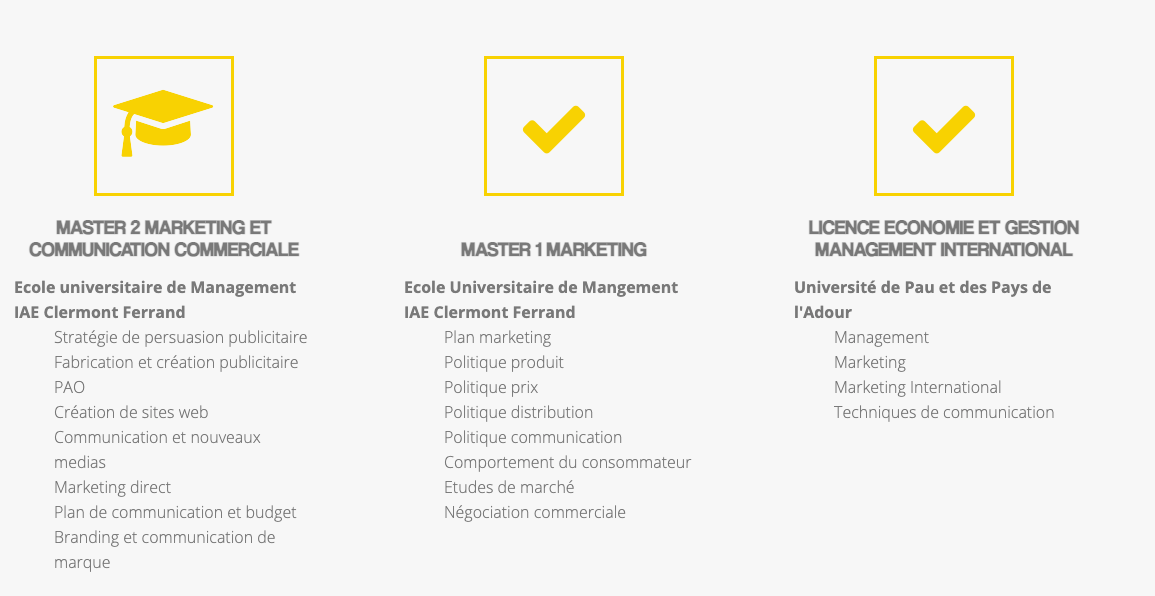 MASTER 2 MARKETING ET
COMMUNICATION COMMERCIALE
Ecole universitaire de Management
IAE Clermont Ferrand
Stratégie de persuasion publicitaire
Fabrication et création publicitaire
PAO
Création de sites web
Communication et nouveaux
medias
Marketing direct
Plan de communication et budget
Branding et communication de
marque
MASTER 1 MARKETING
Ecole Universitaire de Mangement
IAE Clermont Ferrand
Plan marketing
Politique produit
Politique prix
Politique distribution
Politique communication
Comportement du consommateur
Etudes de marché
Négociation commerciale
LICENCE ECONOMIE ET GESTION
MANAGEMENT INTERNATIONAL
Université de Pau et des Pays de
l'Adour
Management
Marketing
Marketing International
Techniques de communication